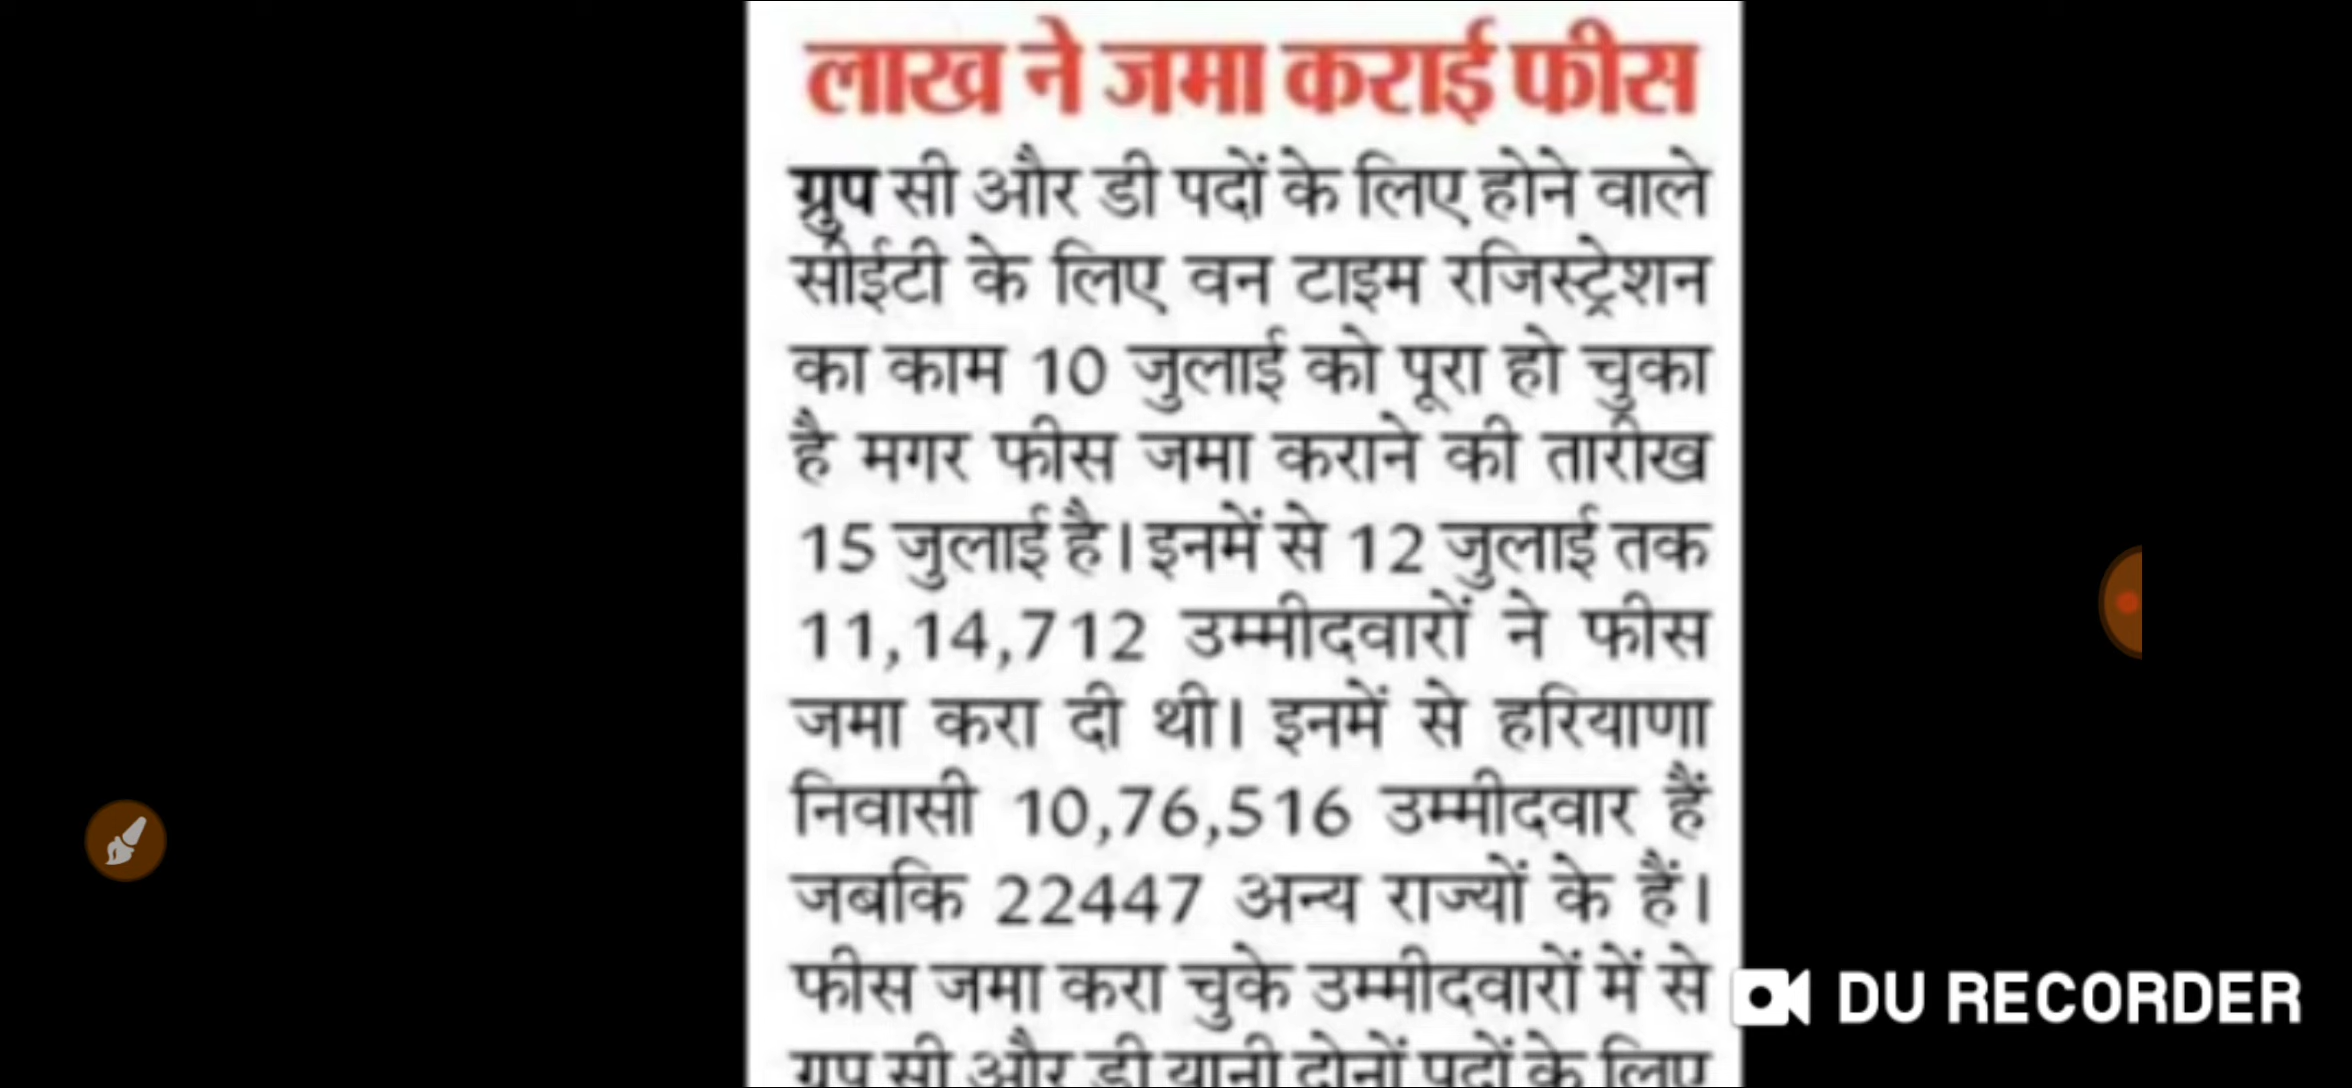 लाख ने जमा कराई फीस
ग्रुप सी और डी पदों के लिए होने वाले
सीईटी के लिए वन टाइम रजिस्ट्रेशन
का काम 10 जुलाई को पूरा हो चुका
है मगर फीस जमा कराने की तारीख
15 जुलाई है। इनमें से 12 जुलाई तक
11,14,712 उम्मीदवारों ने फीस
जमा करा दी थी। इनमें से हरियाणा
निवासी 10,76,516 उम्मीदवार हैं
जबकि 22447 अन्य राज्यों के हैं।
फीस जमा करा चुके उम्मीदवारों में से
ग्रुप सी और डी यानी दोनों पदों के लिए
DU RECORDER